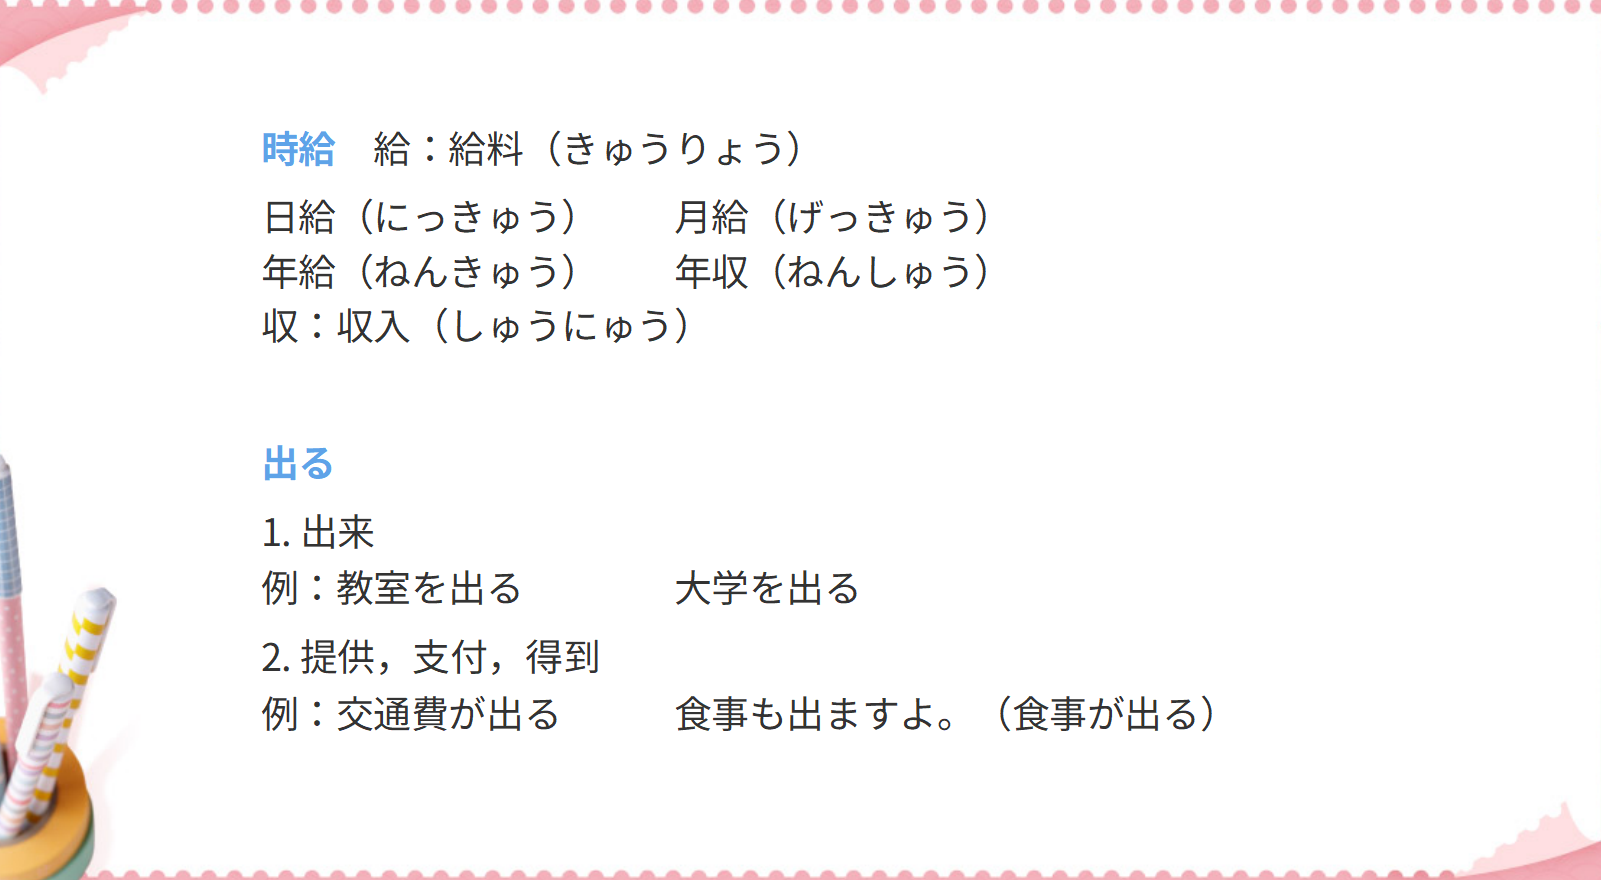 時給　給：給料（きゅうりょう）
日給（にっきゅう）　　月給（げっきゅう）
年給（ねんきゅう）　　年収（ねんしゅう）
収：収入（しゅうにゅう）
出る
1. 出来
例：教室を出る　　　　大学を出る
2. 提供，支付，得到
例：交通費が出る　　　食事も出ますよ。（食事が出る）